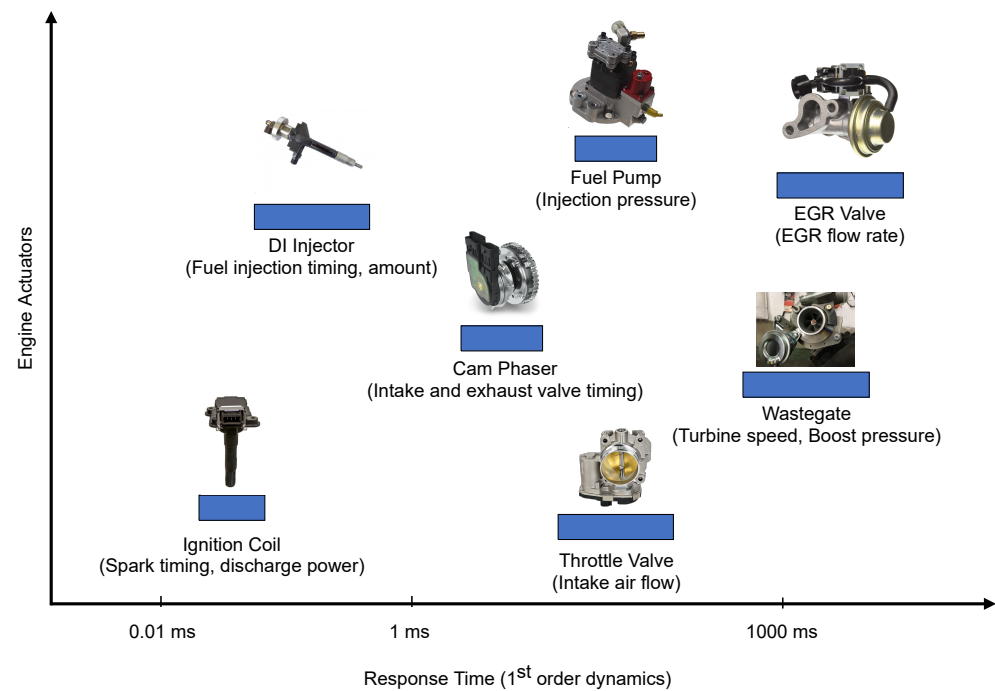 Engine Actuators
Fuel Pump
(Injection pressure)
EGR Valve
(EGR flow rate)
DI Injector
(Fuel injection timing, amount)
Cam Phaser
(Intake and exhaust valve timing)
Wastegate
(Turbine speed, Boost pressure)
Ignition Coil
(Spark timing, discharge power)
Throttle Valve
(Intake air flow)
0.01 ms
1 ms
1000 ms
Response Time (1st order dynamics)